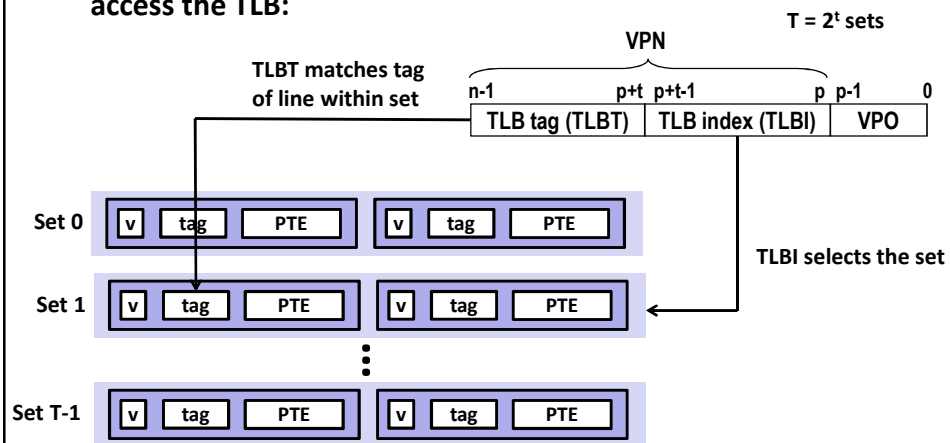 access the TLB:
T = 2^t sets
VPN
TLBT matches tag
of line within set
n-1 p+t p+t-1 p p-1 0
TLB tag (TLBT) TLB index (TLBI) VPO
Set 0 v tag PTE v tag PTE
TLBI selects the set
Set 1 v tag PTE v tag PTE
Set T-1 v tag PTE v tag PTE